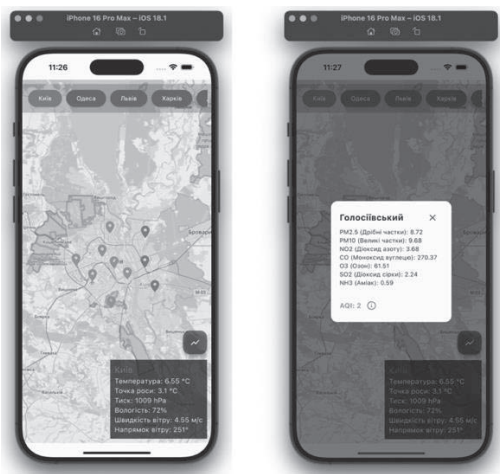 iPhone 16 Pro Max – iOS 18.1
11:26
Київ
Одеса
Львів
Харків
Київ
Температура: 6.55 °C
Точка роси: 3.1 °C
Тиск: 1009 hPa
Вологість: 72%
Швидкість вітру: 4.55 м/с
Напрямок вітру: 251°
iPhone 16 Pro Max – iOS 18.1
11:27
Київ
Одеса
Львів
Харків
Голосіївський
PM2.5 (Дрібні частки): 8.72
PM10 (Великі частки): 9.68
NO2 (Діоксид азоту): 3.68
CO (Моноксид вуглецю): 270.37
O3 (Озон): 61.51
SO2 (Діоксид сірки): 2.24
NH3 (Аміак): 0.59
AQI: 2
Київ
Температура: 6.55 °C
Точка роси: 3.1 °C
Тиск: 1009 hPa
Вологість: 72%
Швидкість вітру: 4.55 м/с
Напрямок вітру: 251°